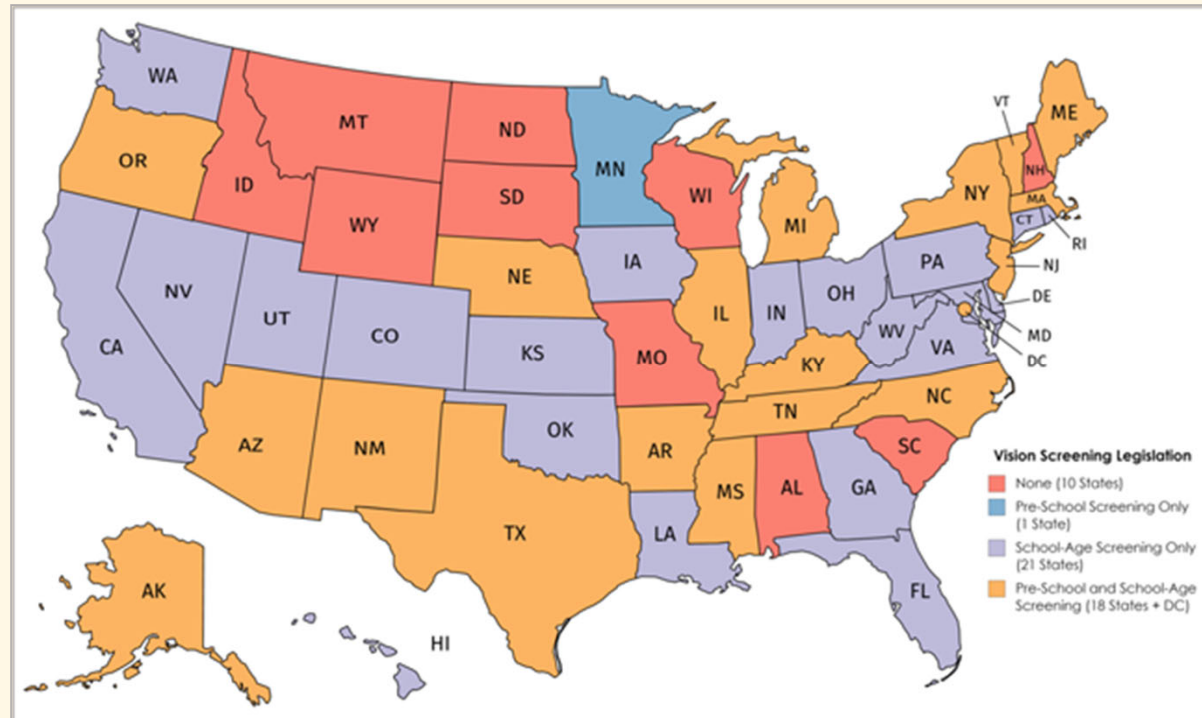 WA
MT
ND
MN
VT
ME
OR
ID
SD
WI
NH
NY
MA
WY
MI
CT
RI
IA
PA
NJ
NE
NV
OH
DE
UT
IL
IN
WV
MD
CO
CA
KS
MO
VA
DC
KY
NC
TN
OK
AZ
NM
AR
SC
MS
AL
GA
LA
TX
AK
FL
HI
Vision Screening Legislation
None (10 States)
Pre-School Screening Only
(1 State)
School-Age Screening Only
(21 States)
Pre-School and School-Age
Screening (18 States + DC)